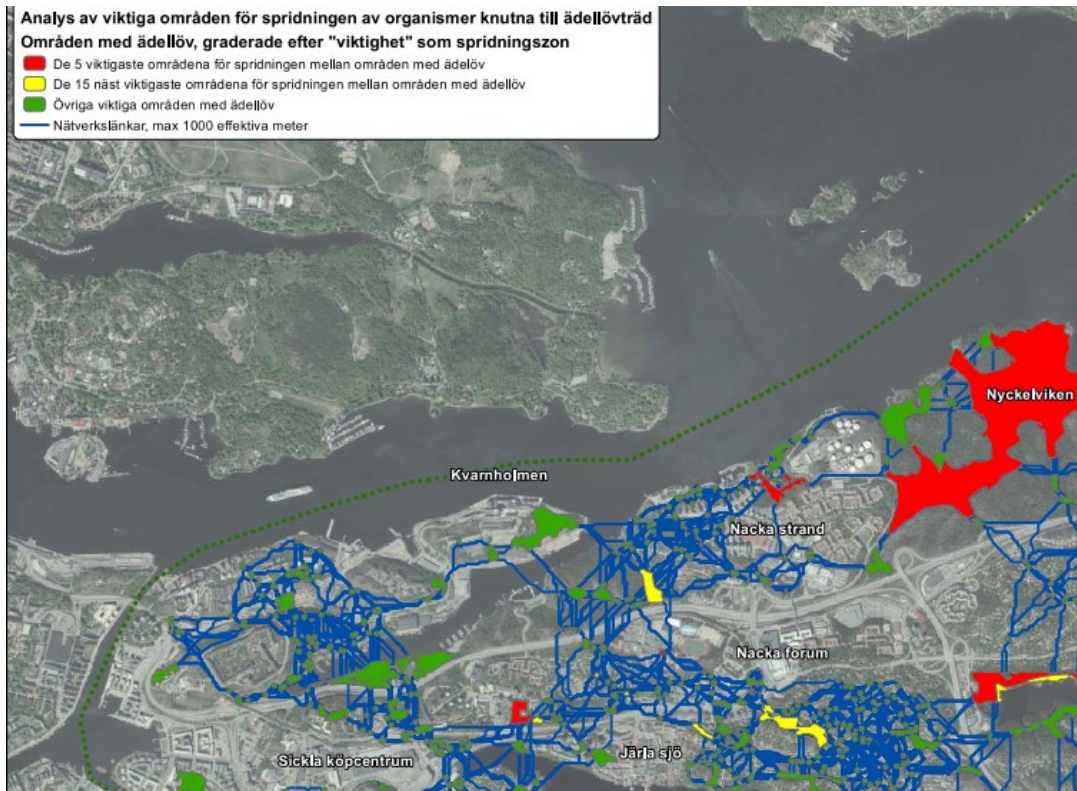 Analys av viktiga områden för spridningen av organismer knutna till ädellövträd
Områden med ädellöv, graderade efter "viktighet" som spridningszon
De 5 viktigaste områdena för spridningen mellan områden med ädelöv
De 15 näst viktigaste områdena för spridningen mellan områden med ädellöv
Övriga viktiga områden med ädellöv
Nätverkslänkar, max 1000 effektiva meter
Nyckelviken
Kvarnholmen
Nacka strand
Nacka forum
Järla sjö
Sickla köpcentrum